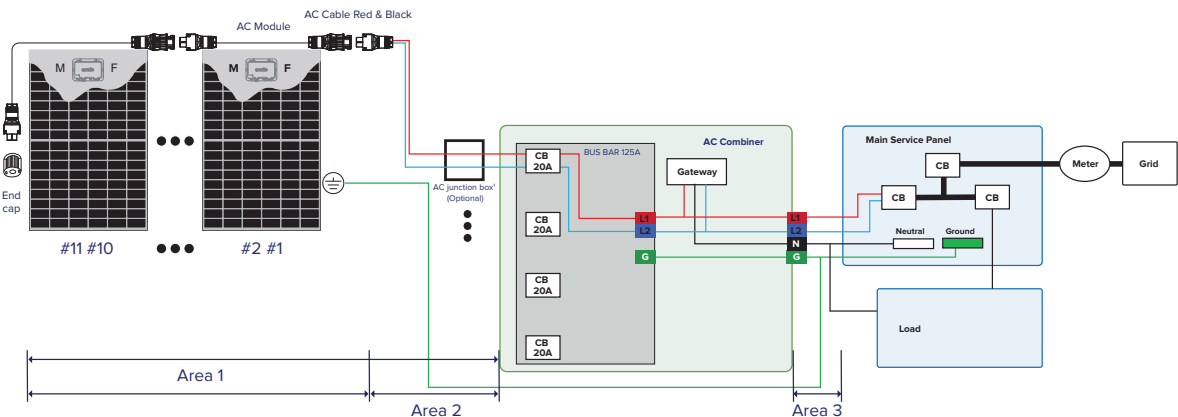 AC Cable Red & Black
AC Module
M F
M F
End
cap
#11 #10
#2 #1
AC junction box¹
(Optional)
AC Combiner
BUS BAR 125A
CB
20A
CB
20A
CB
20A
CB
20A
Gateway
L1
L2
G
L1
L2
N
G
Main Service Panel
CB
CB
CB
Neutral
Ground
Meter
Grid
Load
Area 1
Area 2
Area 3